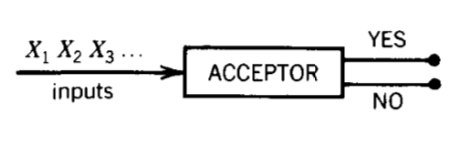 X₁ X₂ X₃ ...
inputs
ACCEPTOR
YES
NO